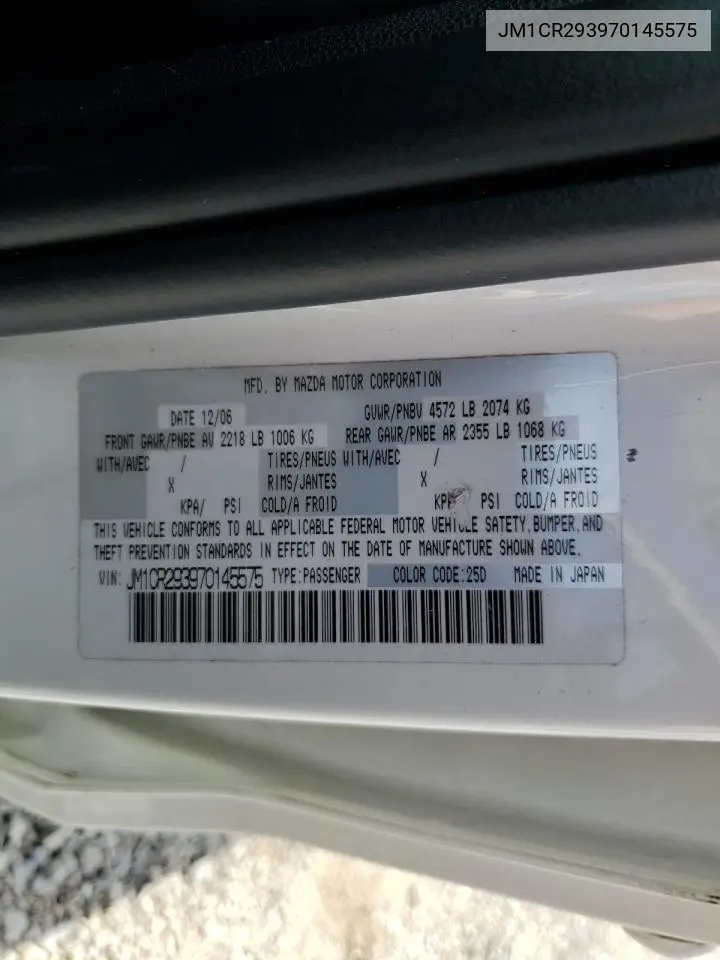 JM1CR293970145575
MFD. BY MAZDA MOTOR CORPORATION
DATE 12/06 GVWR/PNBV 4572 LB 2074 KG
FRONT GAWR/PNBE AV 2218 LB 1006 KG REAR GAWR/PNBE AR 2355 LB 1068 KG
WITH/AVEC / TIRES/PNEUS WITH/AVEC / TIRES/PNEUS
X RIMS/JANTES X RIMS/JANTES
KPA/ PSI COLD/A FROID KPA/ PSI COLD/A FROID
THIS VEHICLE CONFORMS TO ALL APPLICABLE FEDERAL MOTOR VEHICLE SAFETY, BUMPER, AND
THEFT PREVENTION STANDARDS IN EFFECT ON THE DATE OF MANUFACTURE SHOWN ABOVE.
VIN: JM1CR293970145575 TYPE:PASSENGER COLOR CODE:25D MADE IN JAPAN